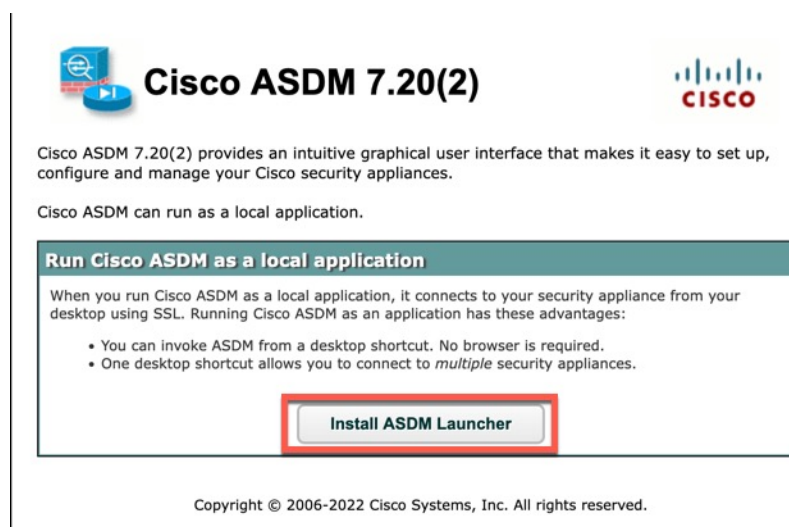 Cisco ASDM 7.20(2)
CISCO
Cisco ASDM 7.20(2) provides an intuitive graphical user interface that makes it easy to set up,
configure and manage your Cisco security appliances.
Cisco ASDM can run as a local application.
Run Cisco ASDM as a local application
When you run Cisco ASDM as a local application, it connects to your security appliance from your
desktop using SSL. Running Cisco ASDM as an application has these advantages:
• You can invoke ASDM from a desktop shortcut. No browser is required.
• One desktop shortcut allows you to connect to multiple security appliances.
Install ASDM Launcher
Copyright © 2006-2022 Cisco Systems, Inc. All rights reserved.